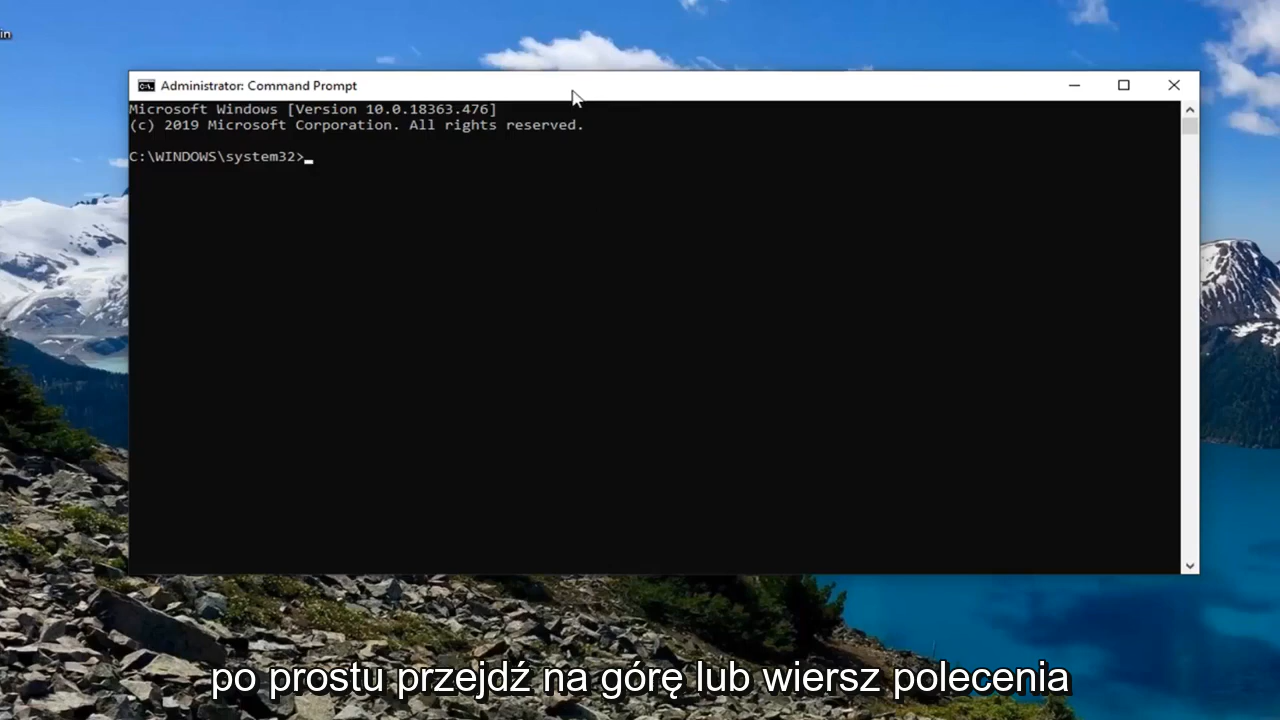 in
Administrator: Command Prompt
Microsoft Windows [Version 10.0.18363.476]
(c) 2019 Microsoft Corporation. All rights reserved.
C:\WINDOWS\system32>
po prostu przejdź na górę lub wiersz polecenia